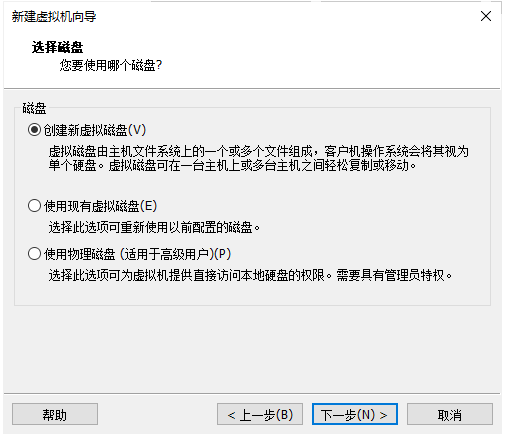 新建虚拟机向导
选择磁盘
您要使用哪个磁盘?
磁盘
创建新虚拟磁盘(V)
虚拟磁盘由主机文件系统上的一个或多个文件组成，客户机操作系统会将其视为
单个硬盘。虚拟磁盘可在一台主机上或多台主机之间轻松复制或移动。
使用现有虚拟磁盘(E)
选择此选项可重新使用以前配置的磁盘。
使用物理磁盘 (适用于高级用户)(P)
选择此选项可为虚拟机提供直接访问本地硬盘的权限。需要具有管理员特权。
帮助
< 上一步(B)
下一步(N) >
取消